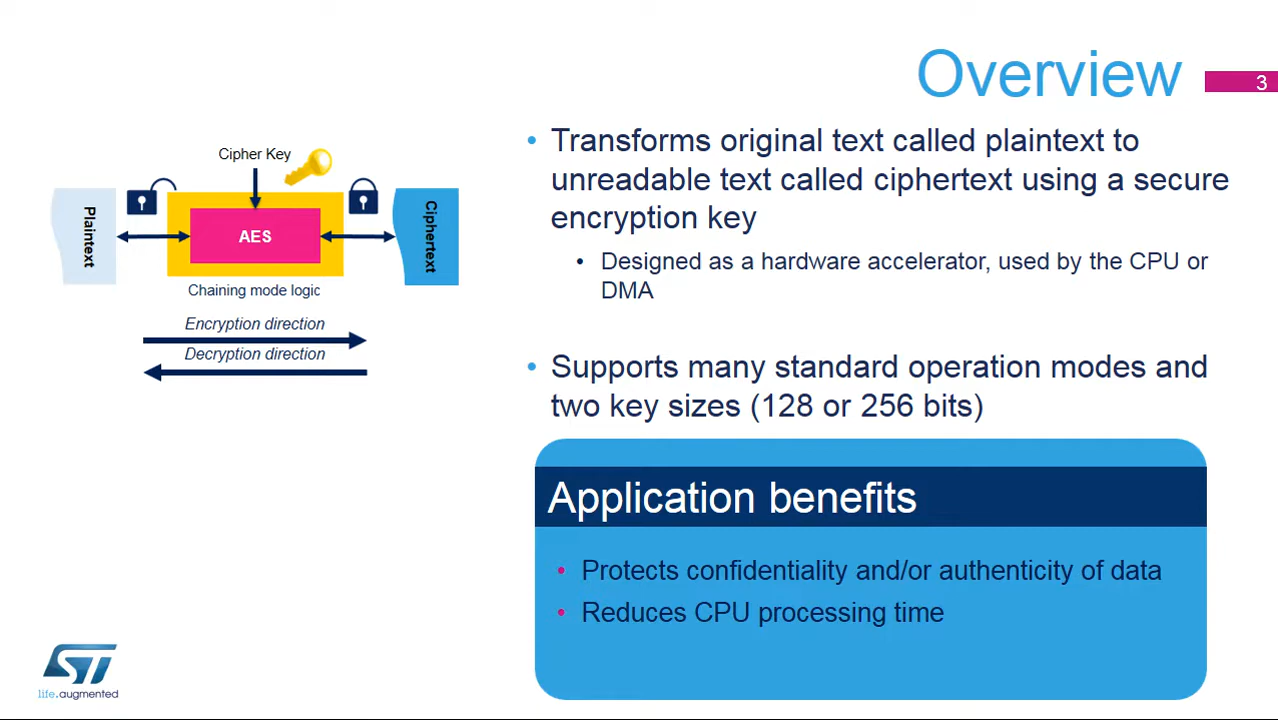 Overview
3
Cipher Key
Plaintext
AES
Ciphertext
Chaining mode logic
Encryption direction
Decryption direction
• Transforms original text called plaintext to
unreadable text called ciphertext using a secure
encryption key
• Designed as a hardware accelerator, used by the CPU or
DMA
• Supports many standard operation modes and
two key sizes (128 or 256 bits)
Application benefits
• Protects confidentiality and/or authenticity of data
• Reduces CPU processing time
ST
life.augmented